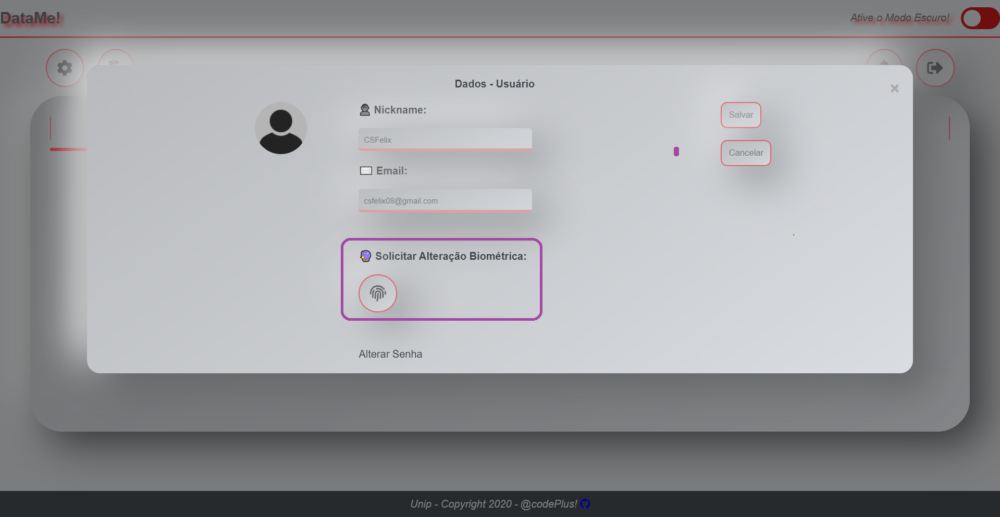 DataMe!
Ative o Modo Escuro!
Dados - Usuário
Nickname:
CSFelix
Email:
csfelix08@gmail.com
Solicitar Alteração Biométrica:
Alterar Senha
Salvar
Cancelar
Unip - Copyright 2020 - @codePlus!